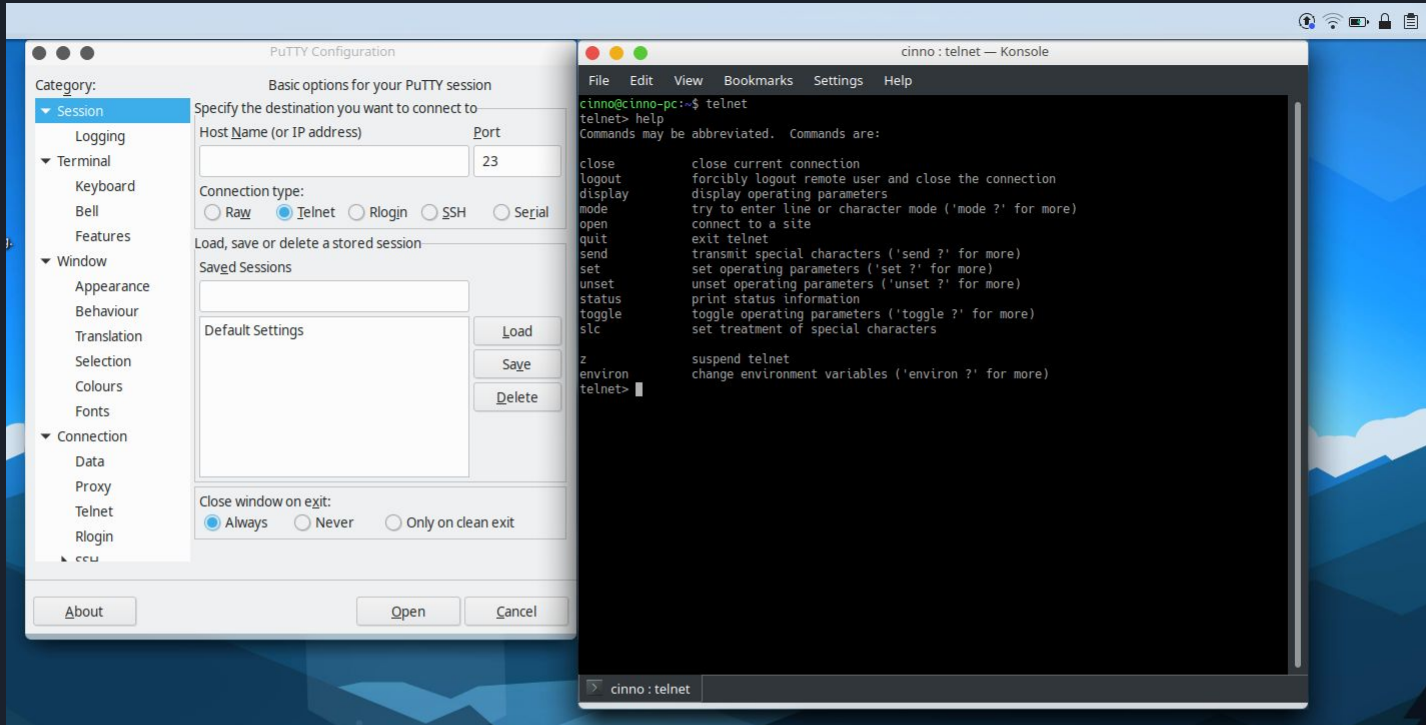 PuTTY Configuration
Category:
Session
Logging
Terminal
Keyboard
Bell
Features
Window
Appearance
Behaviour
Translation
Selection
Colours
Fonts
Connection
Data
Proxy
Telnet
Rlogin
SSH
Basic options for your PuTTY session
Specify the destination you want to connect to
Host Name (or IP address) Port
23
Connection type:
Raw Telnet Rlogin SSH Serial
Load, save or delete a stored session
Saved Sessions
Default Settings
Load
Save
Delete
Close window on exit:
Always Never Only on clean exit
About Open Cancel
cinno : telnet — Konsole
File Edit View Bookmarks Settings Help
cinno@cinno-pc:~$ telnet
telnet> help
Commands may be abbreviated.  Commands are:
close close current connection
logout forcibly logout remote user and close the connection
display display operating parameters
mode try to enter line or character mode ('mode ?' for more)
open connect to a site
quit exit telnet
send transmit special characters ('send ?' for more)
set set operating parameters ('set ?' for more)
unset unset operating parameters ('unset ?' for more)
status print status information
toggle toggle operating parameters ('toggle ?' for more)
slc set treatment of special characters
z suspend telnet
environ change environment variables ('environ ?' for more)
telnet>
cinno : telnet